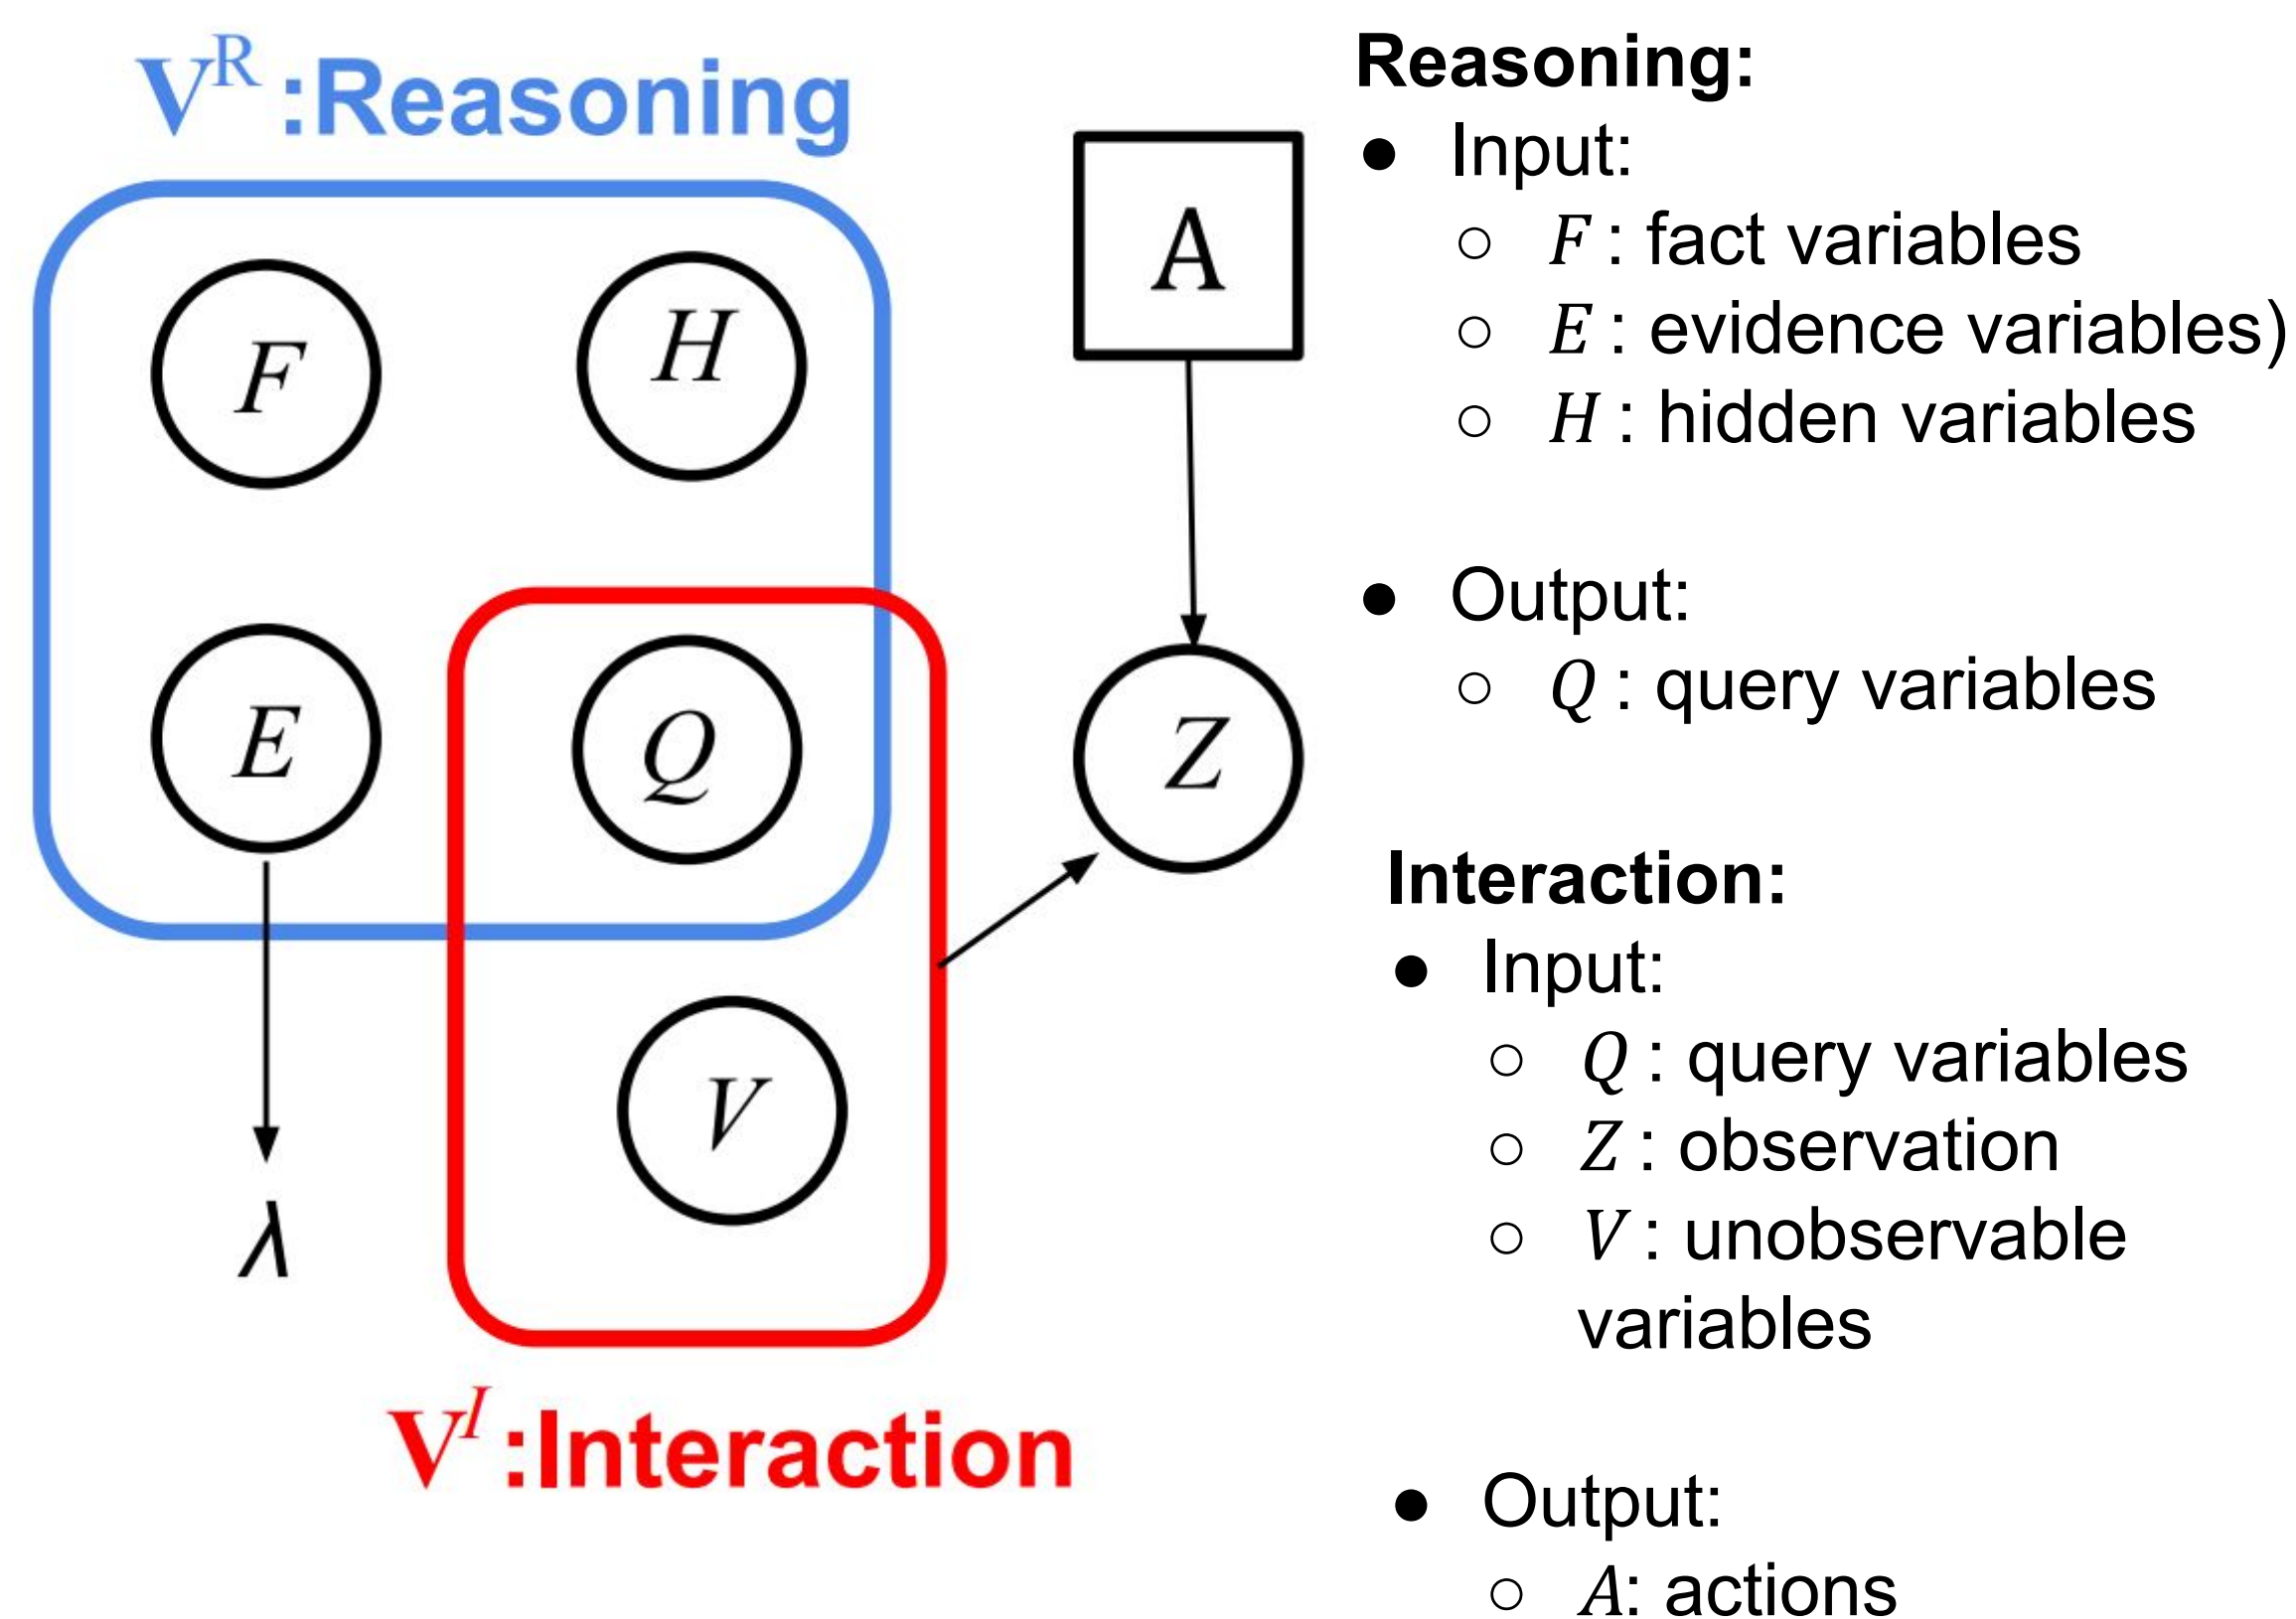 V^R :Reasoning
F
H
E
Q
V
λ
A
Z
V^I :Interaction
Reasoning:
● Input:
○ F : fact variables
○ E : evidence variables)
○ H : hidden variables
● Output:
○ Q : query variables
Interaction:
● Input:
○ Q : query variables
○ Z : observation
○ V : unobservable
variables
● Output:
○ A: actions